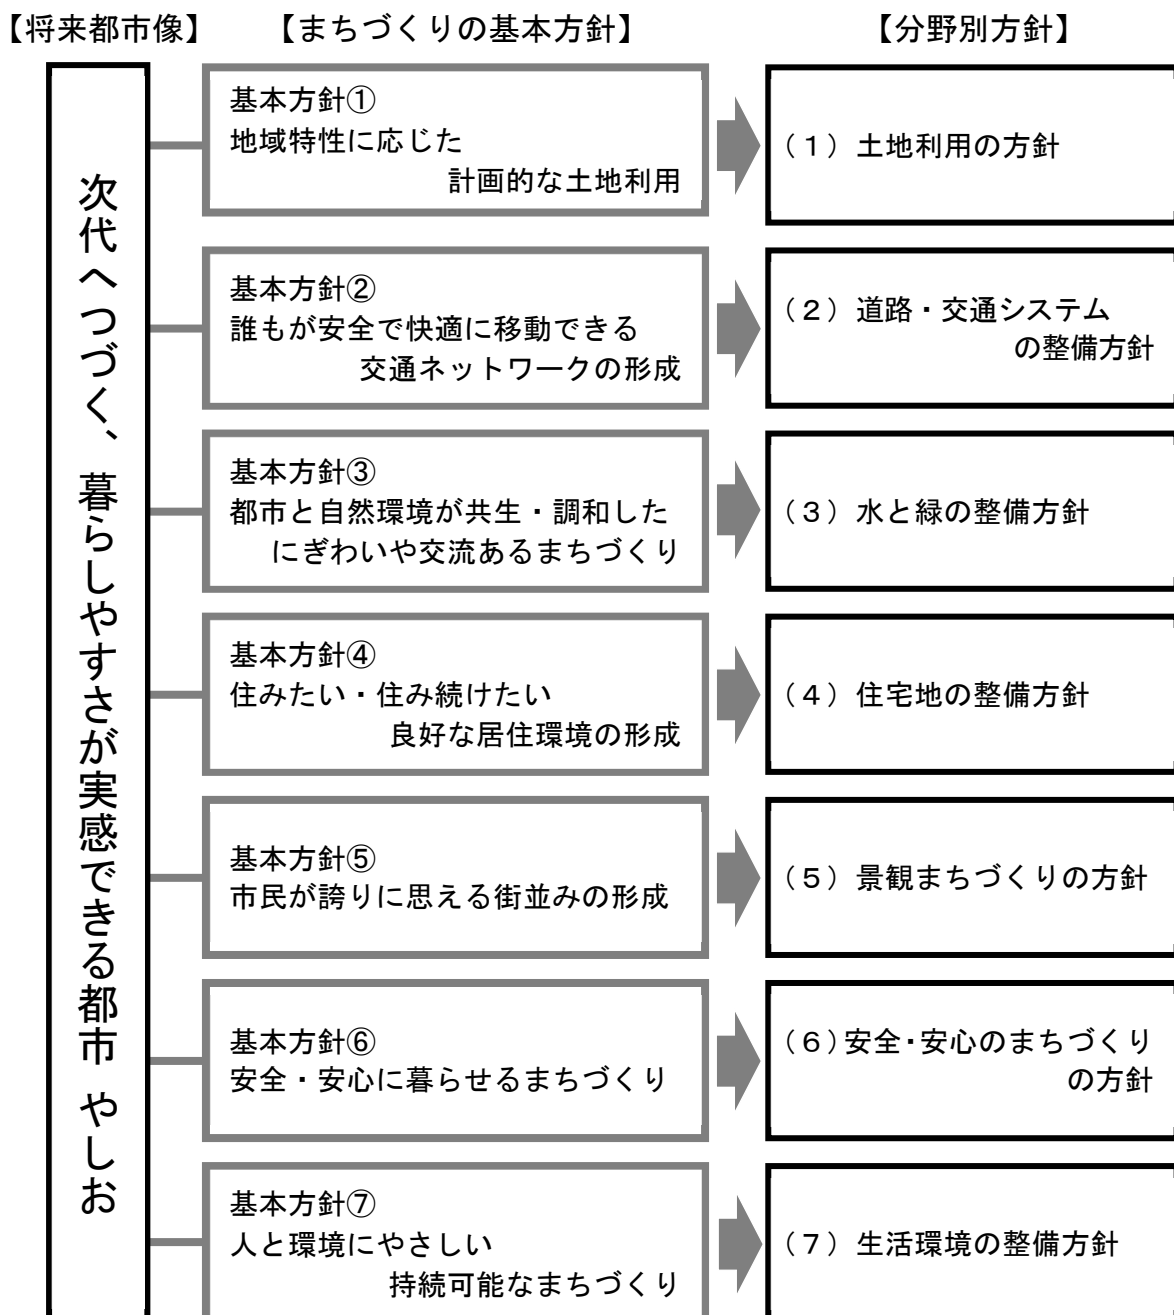 【将来都市像】
【まちづくりの基本方針】
【分野別方針】
次代へつづく、暮らしやすさが実感できる都市 やしお
基本方針①
地域特性に応じた
計画的な土地利用
(1)土地利用の方針
基本方針②
誰もが安全で快適に移動できる
交通ネットワークの形成
(2)道路・交通システム
の整備方針
基本方針③
都市と自然環境が共生・調和した
にぎわいや交流あるまちづくり
(3)水と緑の整備方針
基本方針④
住みたい・住み続けたい
良好な居住環境の形成
(4)住宅地の整備方針
基本方針⑤
市民が誇りに思える街並みの形成
(5)景観まちづくりの方針
基本方針⑥
安全・安心に暮らせるまちづくり
(6)安全・安心のまちづくり
の方針
基本方針⑦
人と環境にやさしい
持続可能なまちづくり
(7)生活環境の整備方針